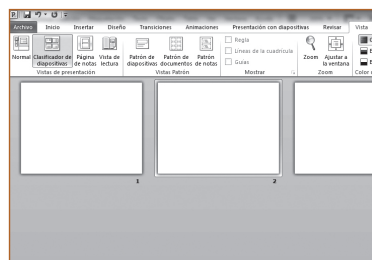 P
Archivo Inicio Insertar Diseño Transiciones Animaciones Presentación con diapositivas Revisar Vista
Normal Clasificador de diapositivas Página de notas Vista de lectura Patrón de diapositivas Patrón de documentos Patrón de notas Regla Líneas de la cuadrícula Guías Zoom Ajustar a la ventana
Vistas de presentación Vistas Patrón Mostrar Zoom Color
1 2